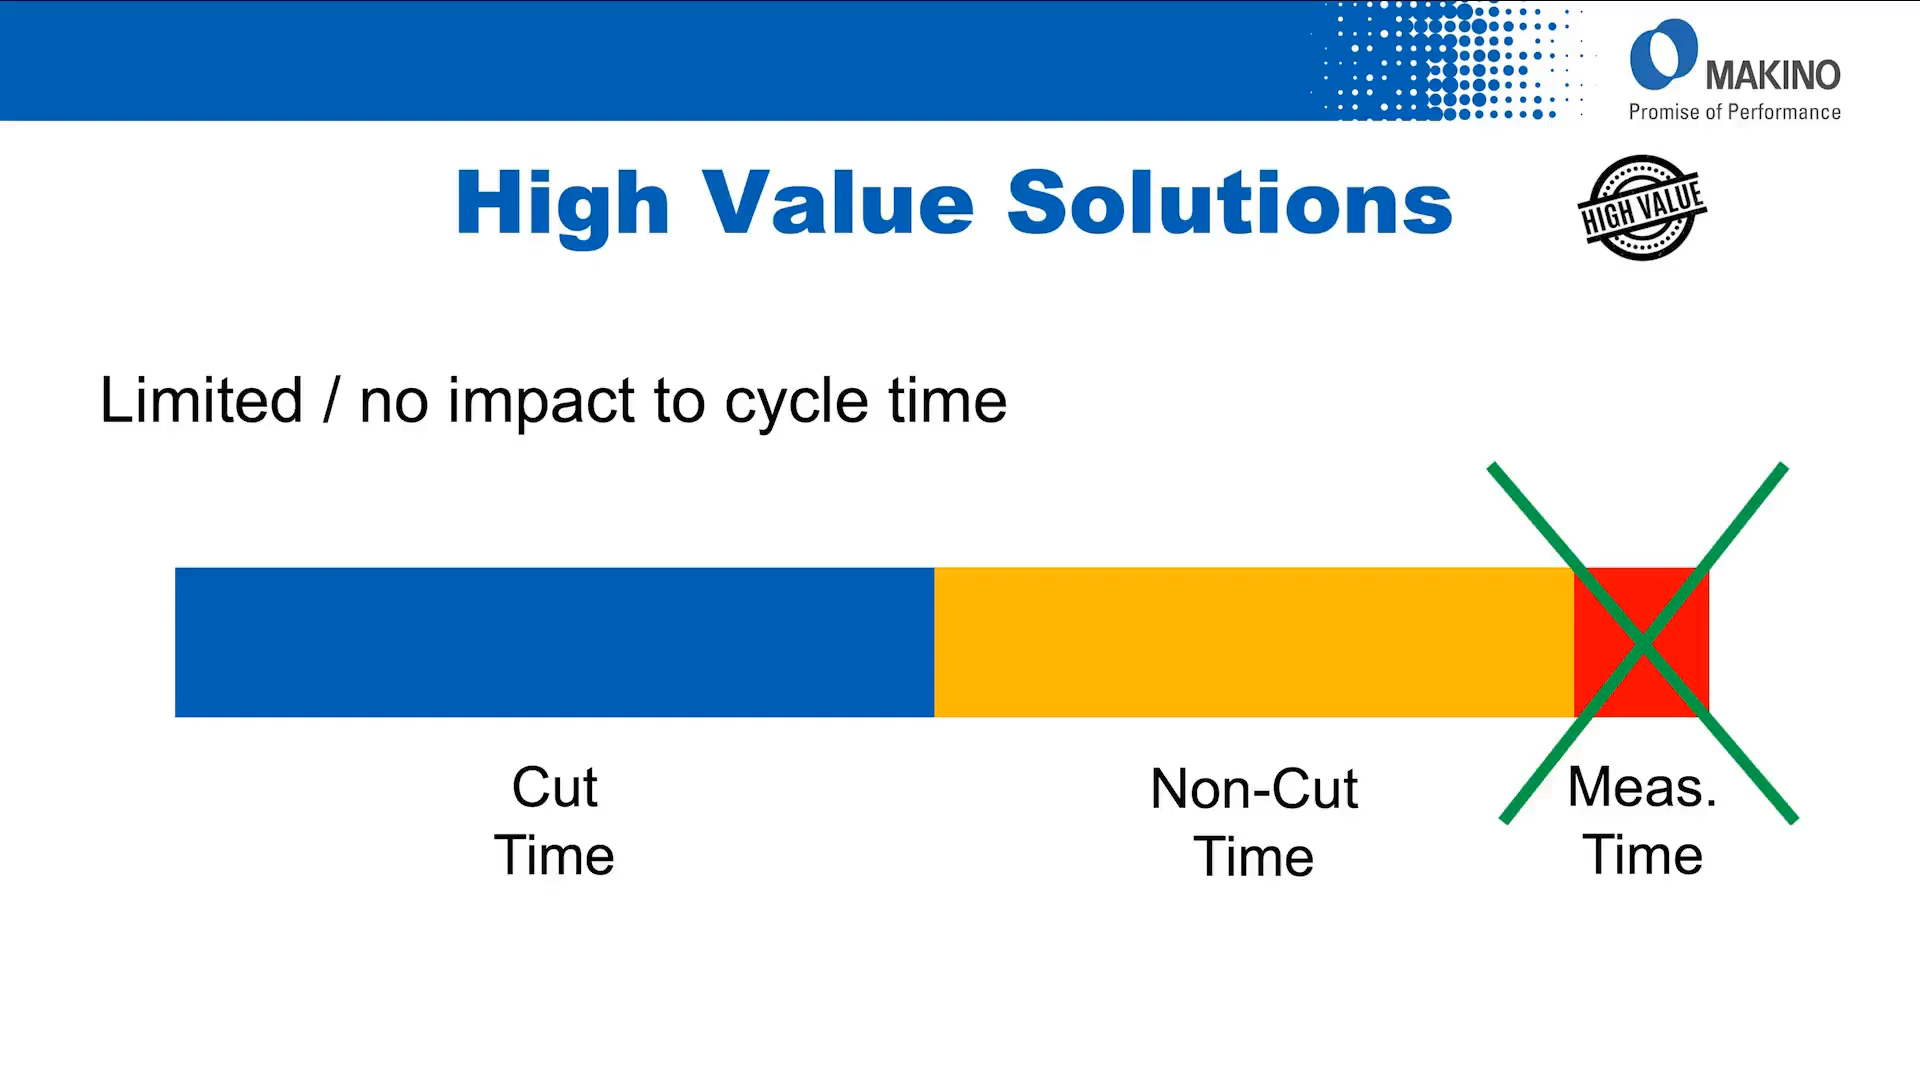 MAKINO
Promise of Performance
High Value Solutions
HIGH VALUE
Limited / no impact to cycle time
Cut
Time
Non-Cut
Time
Meas.
Time